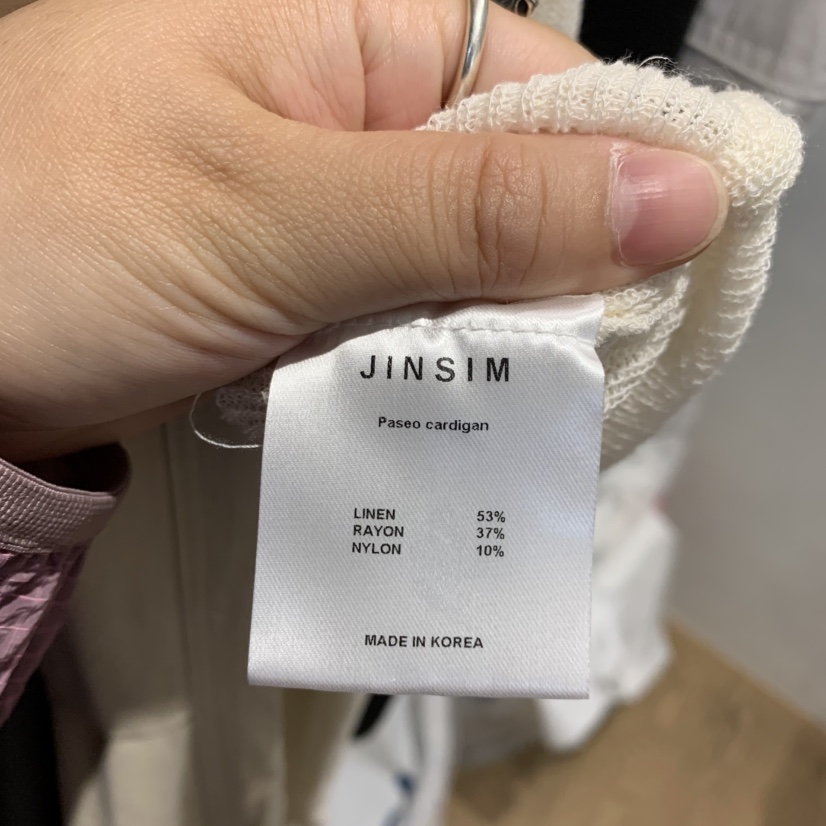 JINSIM
Paseo cardigan
LINEN 53%
RAYON 37%
NYLON 10%
MADE IN KOREA